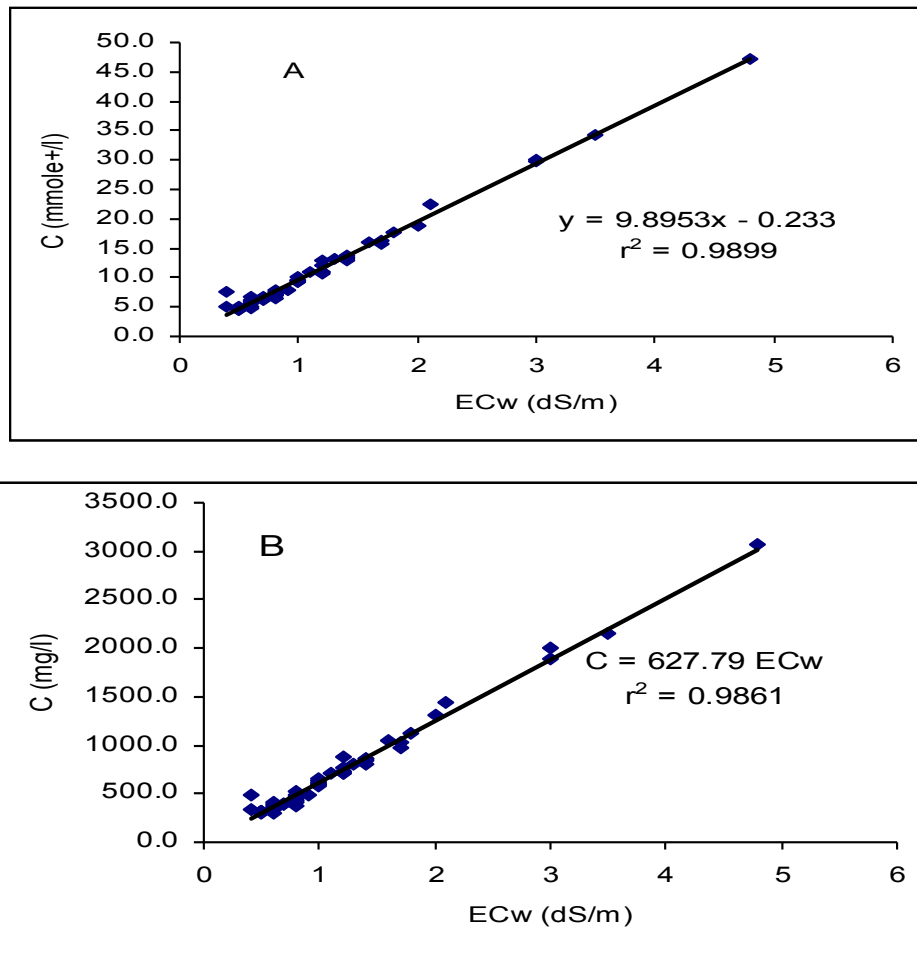 50.0
45.0
A
40.0
35.0
30.0
25.0
20.0
15.0
10.0
5.0
0.0
C (mmole+/l)
y = 9.8953x - 0.233
r² = 0.9899
0 1 2 3 4 5 6
ECw (dS/m)
3500.0
3000.0
B
2500.0
2000.0
1500.0
1000.0
500.0
0.0
C (mg/l)
C = 627.79 ECw
r² = 0.9861
0 1 2 3 4 5 6
ECw (dS/m)